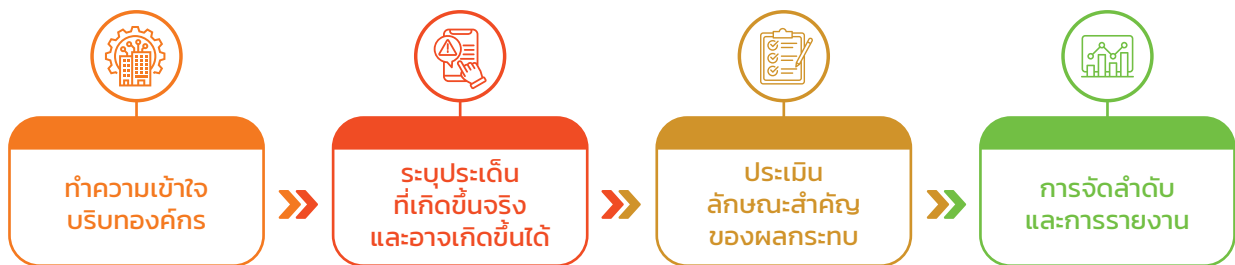 ทำความเข้าใจ
บริบทองค์กร
ระบุประเด็น
ที่เกิดขึ้นจริง
และอาจเกิดขึ้นได้
ประเมิน
ลักษณะสำคัญ
ของผลกระทบ
การจัดลำดับ
และการรายงาน